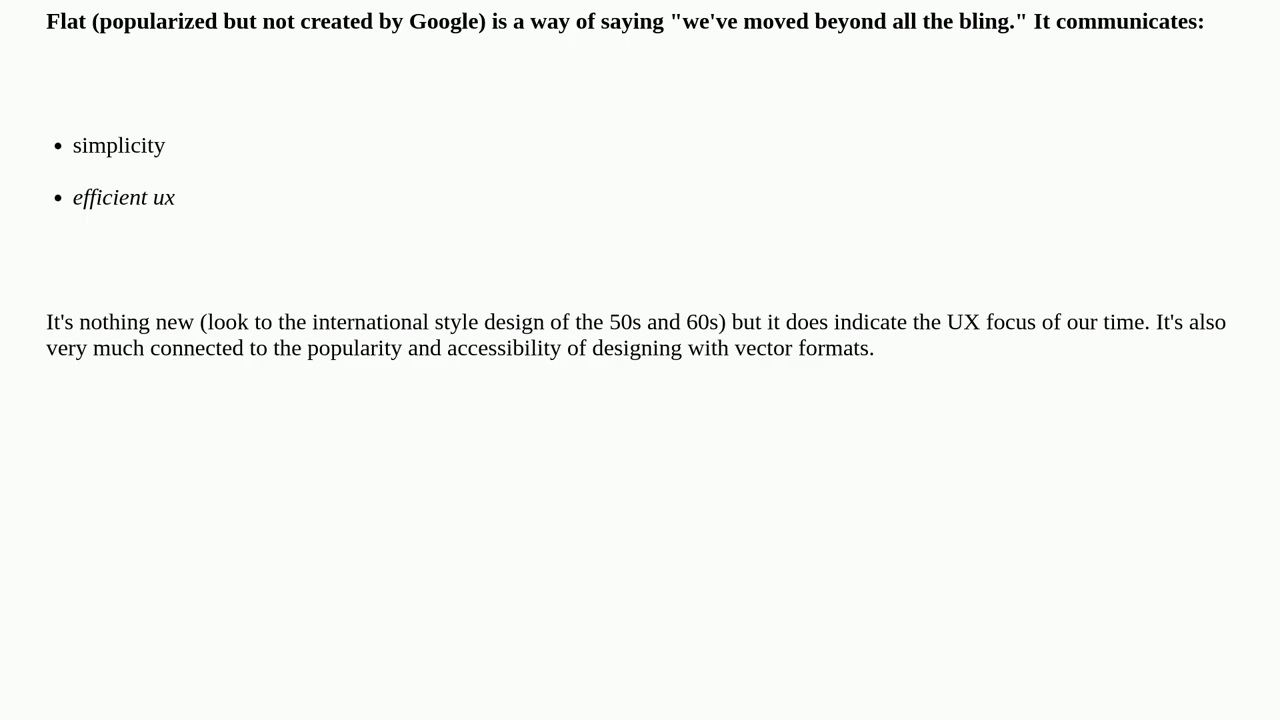 Flat (popularized but not created by Google) is a way of saying "we've moved beyond all the bling." It communicates:
• simplicity
• efficient ux
It's nothing new (look to the international style design of the 50s and 60s) but it does indicate the UX focus of our time. It's also
very much connected to the popularity and accessibility of designing with vector formats.